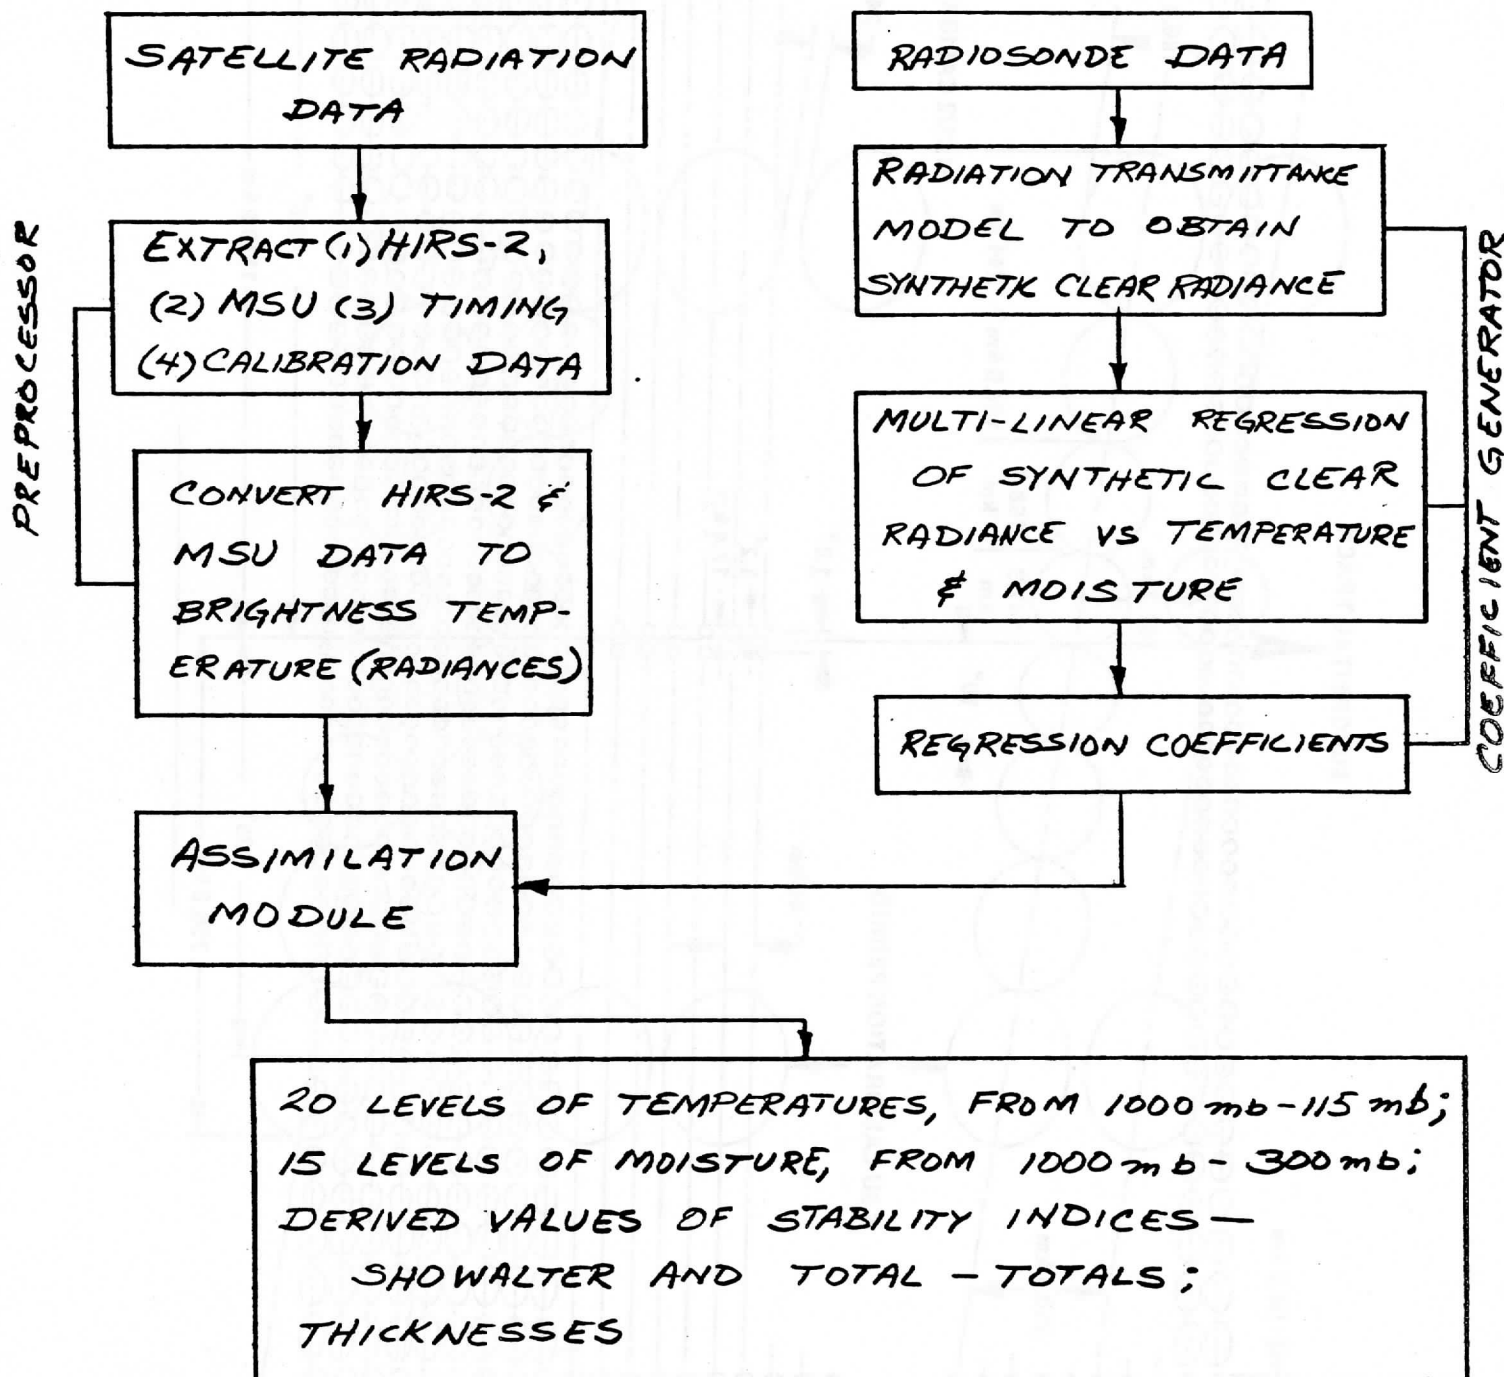 SATELLITE RADIATION
DATA
PREPROCESSOR
EXTRACT (1) HIRS-2,
(2) MSU (3) TIMING
(4) CALIBRATION DATA
CONVERT HIRS-2 &
MSU DATA TO
BRIGHTNESS TEMP-
ERATURE (RADIANCES)
ASSIMILATION
MODULE
RADIOSONDE DATA
RADIATION TRANSMITTANCE
MODEL TO OBTAIN
SYNTHETIC CLEAR RADIANCE
COEFFICIENT GENERATOR
MULTI-LINEAR REGRESSION
OF SYNTHETIC CLEAR
RADIANCE VS TEMPERATURE
& MOISTURE
REGRESSION COEFFICIENTS
20 LEVELS OF TEMPERATURES, FROM 1000 mb - 115 mb;
15 LEVELS OF MOISTURE, FROM 1000 mb - 300 mb;
DERIVED VALUES OF STABILITY INDICES —
SHOWALTER AND TOTAL - TOTALS;
THICKNESSES